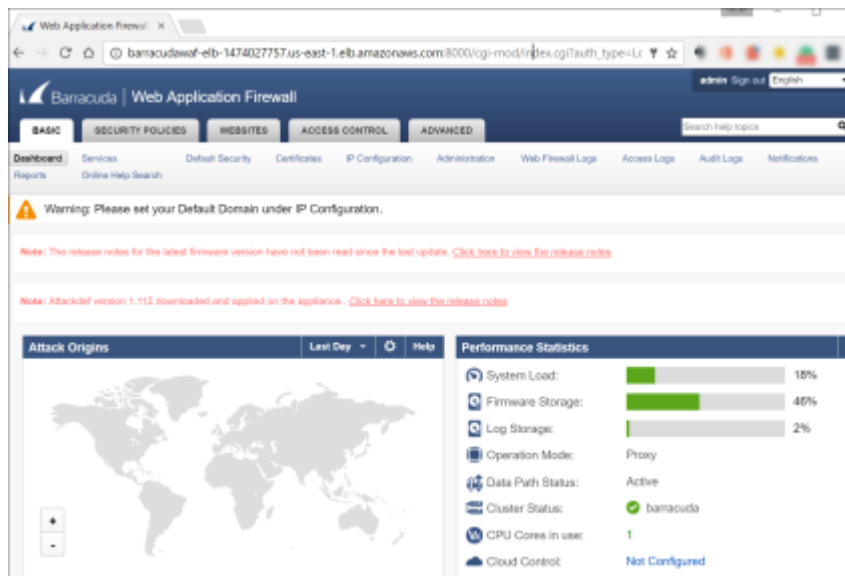 Web Application Firewall
barracudawaf-elb-1474027757.us-east-1.elb.amazonaws.com:8000/cgi-mod/index.cgi?auth_type=Lc
admin Sign out English
Barracuda | Web Application Firewall
BASIC SECURITY POLICIES WEBSITES ACCESS CONTROL ADVANCED Search help topics
Dashboard Services Default Security Certificates IP Configuration Administration Web Firewall Logs Access Logs Audit Logs Notifications
Reports Online Help Search
Warning: Please set your Default Domain under IP Configuration.
Note: The release notes for the latest firmware version have not been read since the last update. Click here to view the release notes
Note: Attackdef version 1.112 downloaded and applied on the appliance . Click here to view the release notes
Attack Origins Last Day Help Performance Statistics
System Load: 18%
Firmware Storage: 46%
Log Storage: 2%
Operation Mode: Proxy
Data Path Status: Active
+ Cluster Status: barracuda
CPU Cores in use: 1
-
Cloud Control: Not Configured